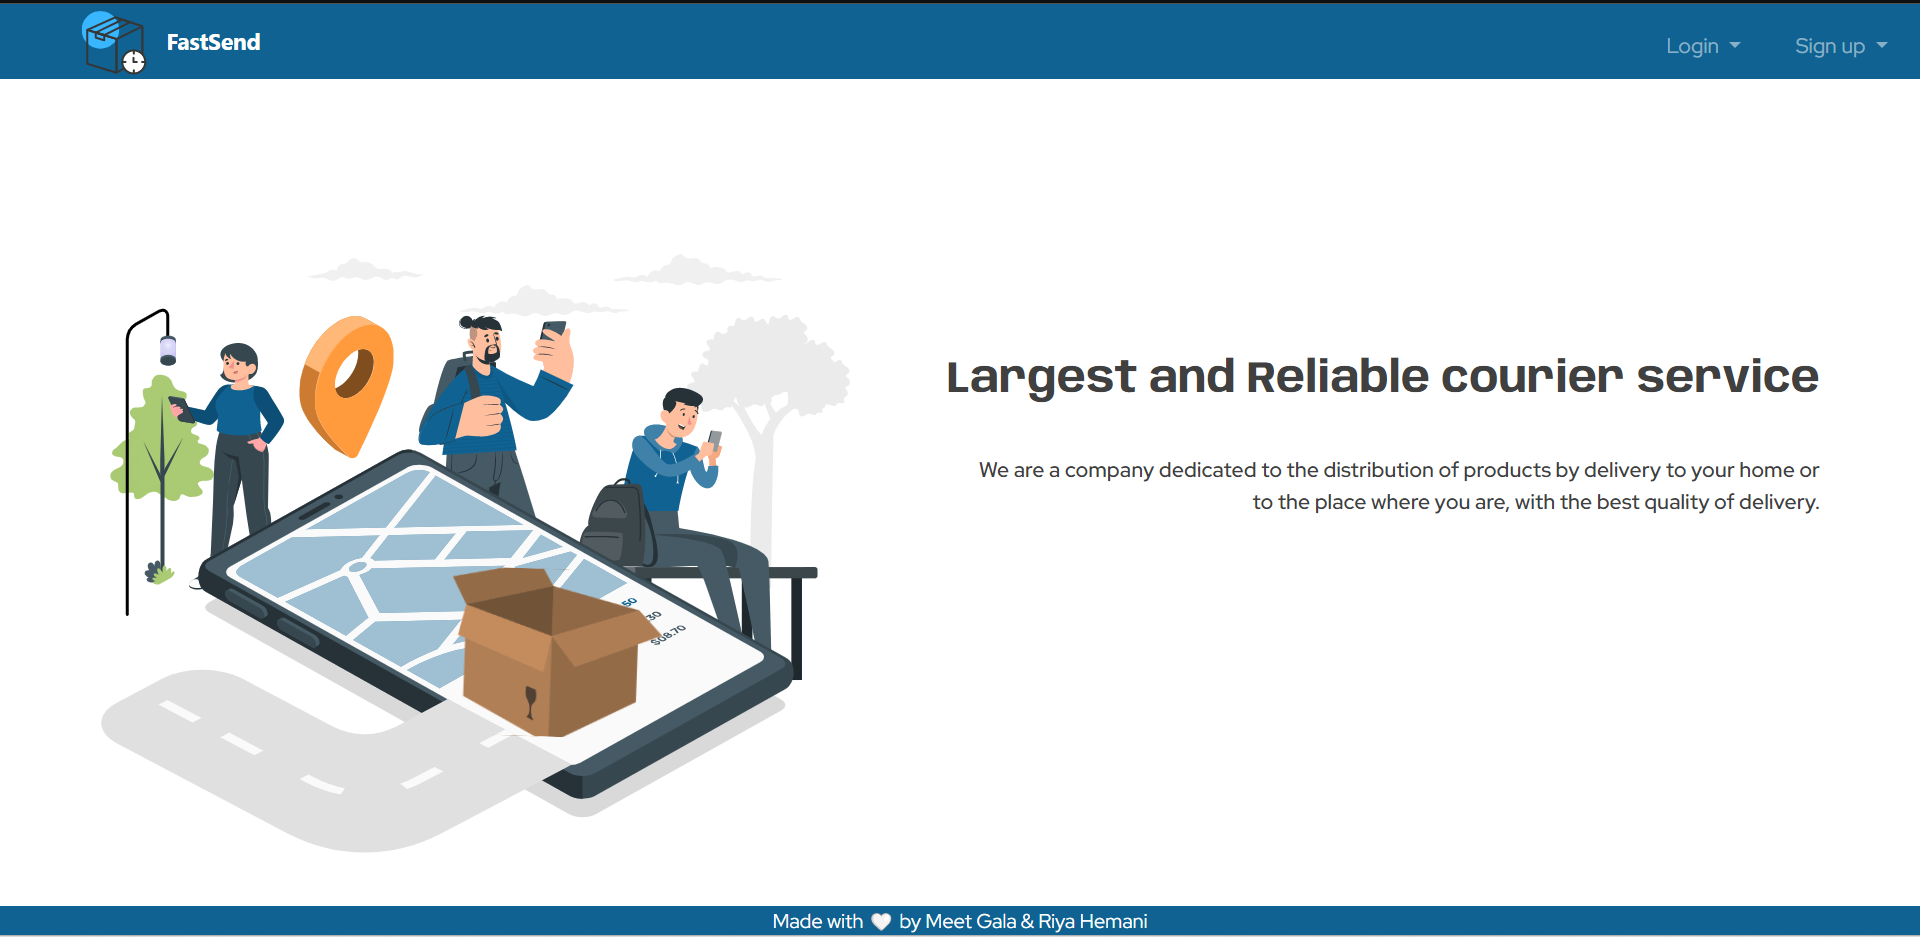 FastSend
Login
Sign up
50
30
$08.70
Largest and Reliable courier service
We are a company dedicated to the distribution of products by delivery to your home or
to the place where you are, with the best quality of delivery.
Made with 🤍 by Meet Gala & Riya Hemani